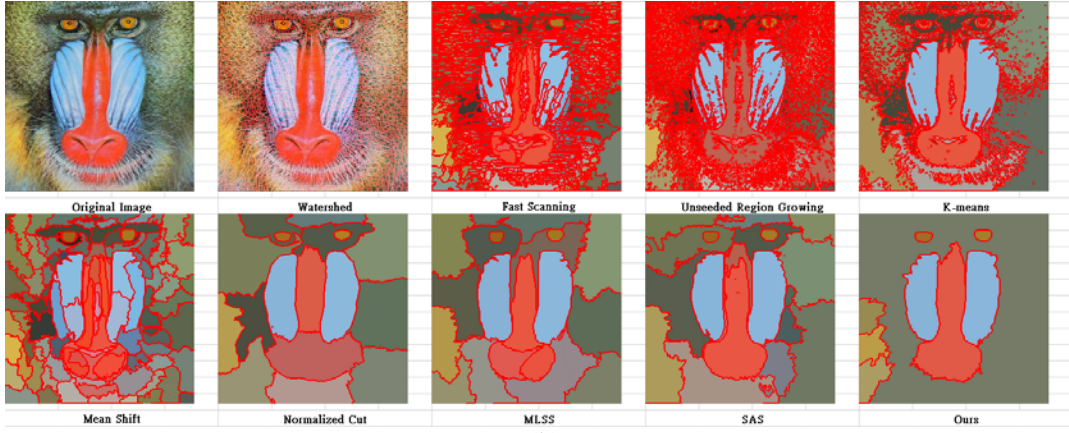 Original Image
Watershed
Fast Scanning
Unseeded Region Growing
K-means
Mean Shift
Normalized Cut
MLSS
SAS
Ours